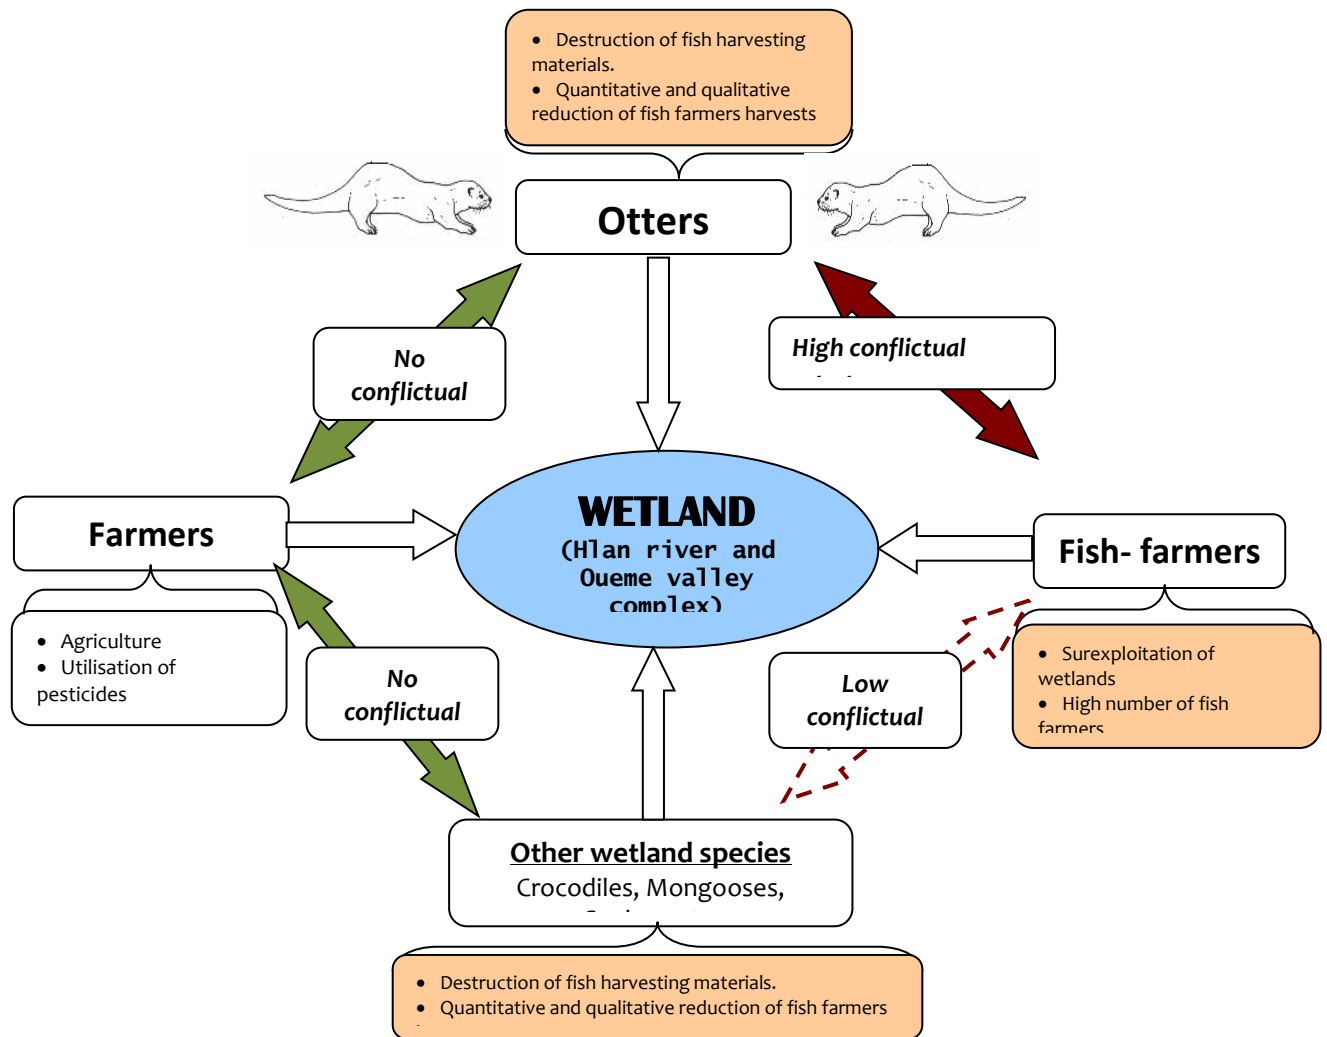 • Destruction of fish harvesting
materials.
• Quantitative and qualitative
reduction of fish farmers harvests
Otters
No
conflictual
High conflictual
WETLAND
(Hlan river and
Oueme valley
complex)
Farmers
• Agriculture
• Utilisation of
pesticides
Fish- farmers
• Surexploitation of
wetlands
• High number of fish
farmers
No
conflictual
Low
conflictual
Other wetland species
Crocodiles, Mongooses,
• Destruction of fish harvesting materials.
• Quantitative and qualitative reduction of fish farmers